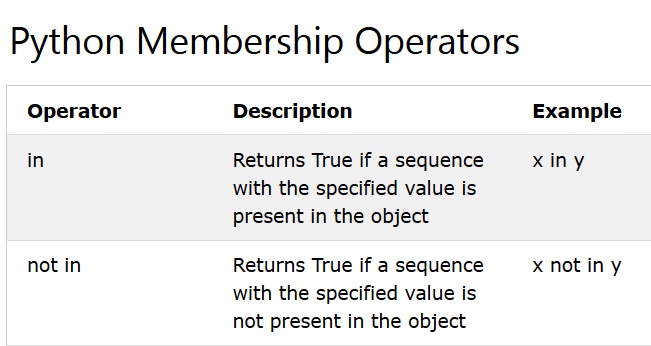 Python Membership Operators
Operator Description Example
in Returns True if a sequence x in y
with the specified value is
present in the object
not in Returns True if a sequence x not in y
with the specified value is
not present in the object